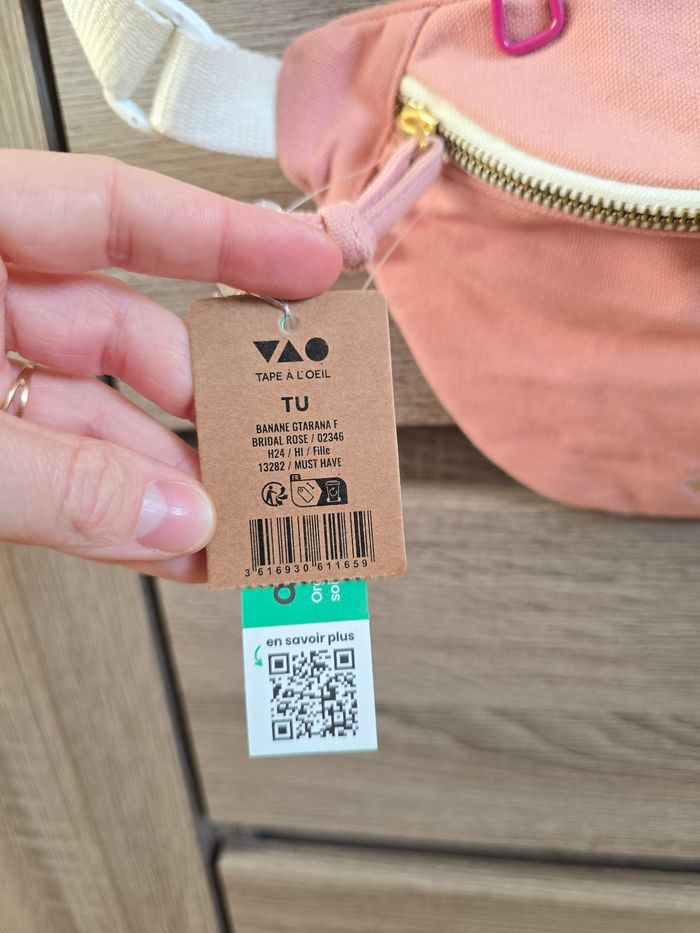 TAPE À L'OEIL
TU
BANANE GTARANA F
BRIDAL ROSE / 02346
H24 / HI / Fille
13282 / MUST HAVE
FR
3 616930 611659
en savoir plus